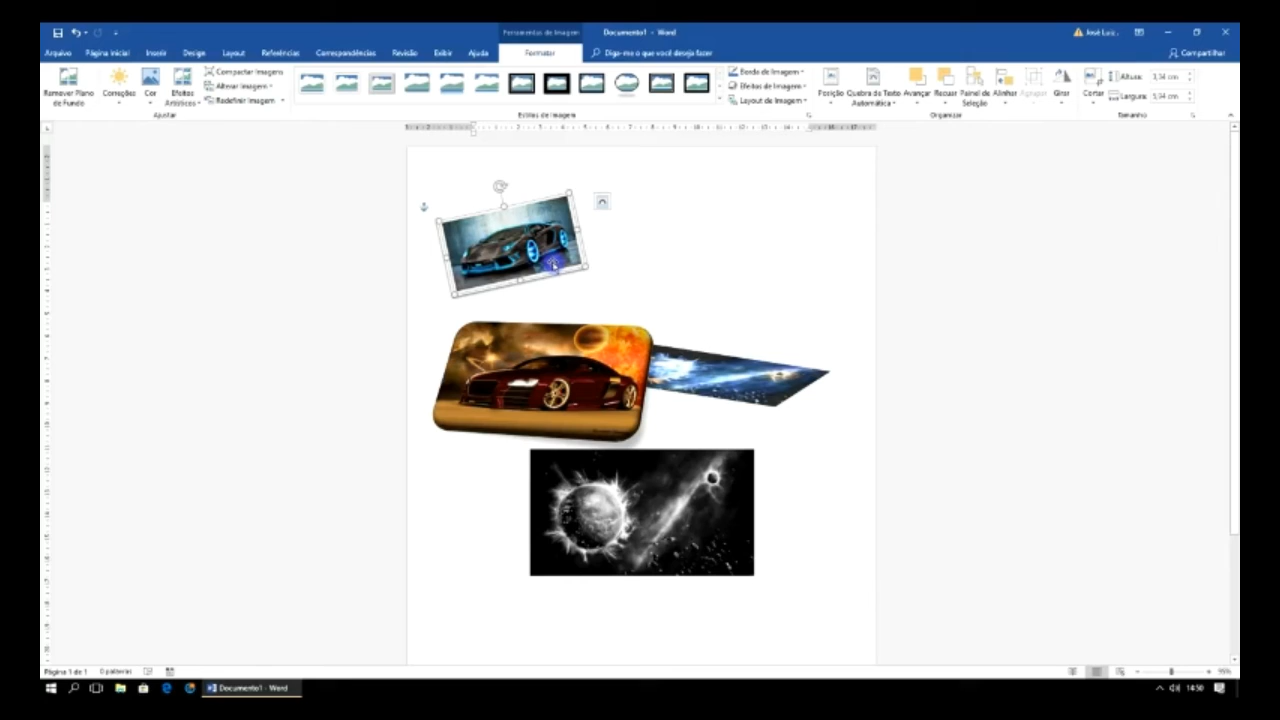 Ferramentas de Imagem
Documento1 - Word
José Luiz.
Arquivo Página Inicial Inserir Design Layout Referências Correspondências Revisão Exibir Ajuda Formatar Diga-me o que você deseja fazer Compartilhar
Remover Plano de Fundo
Correções
Cor
Efeitos Artísticos
Compactar Imagens
Alterar Imagem
Redefinir Imagem
Ajustar
Estilos de Imagem
Borda de Imagem
Efeitos de Imagem
Layout de Imagem
Posição
Quebra de Texto Automática
Avançar
Recuar
Painel de Seleção
Alinhar
Agrupar
Girar
Organizar
Cortar
Altura:
Largura:
Tamanho
Página 1 de 1 0 palavras
95%
Documento1 - Word
14:50